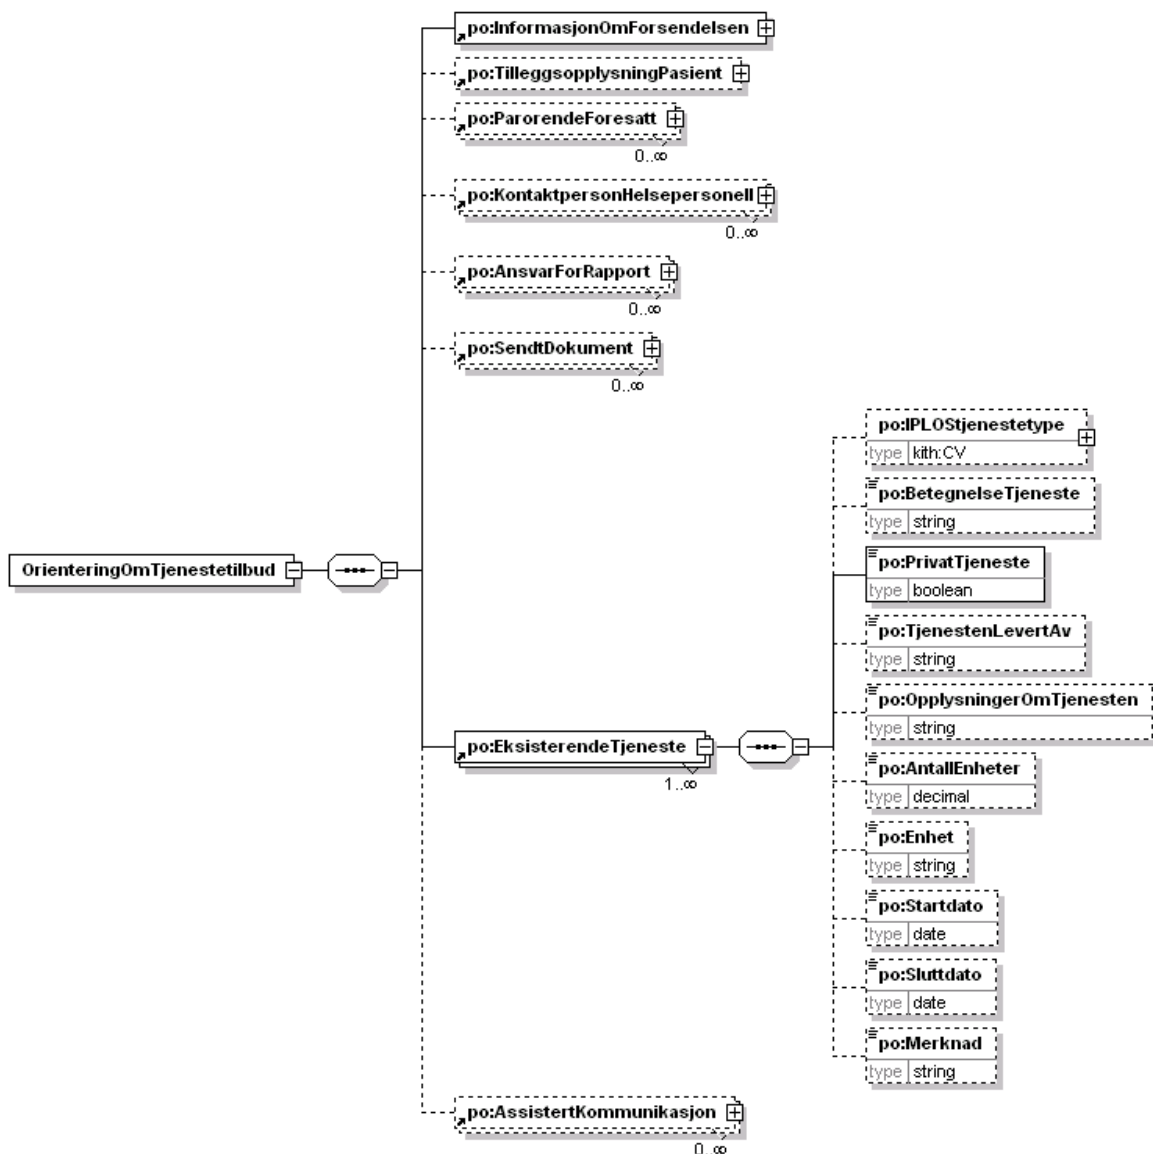 po:InformasjonOmForsendelsen
po:TilleggsopplysningPasient
po:ParorendeForesatt
0..∞
po:KontaktpersonHelsepersonell
0..∞
po:AnsvarForRapport
0..∞
po:SendtDokument
0..∞
OrienteringOmTjenestetilbud
po:EksisterendeTjeneste
1..∞
po:IPLOStjenestetype
type kith:CV
po:BetegnelseTjeneste
type string
po:PrivatTjeneste
type boolean
po:TjenestenLevertAv
type string
po:OpplysningerOmTjenesten
type string
po:AntallEnheter
type decimal
po:Enhet
type string
po:Startdato
type date
po:Sluttdato
type date
po:Merknad
type string
po:AssistertKommunikasjon
0..∞